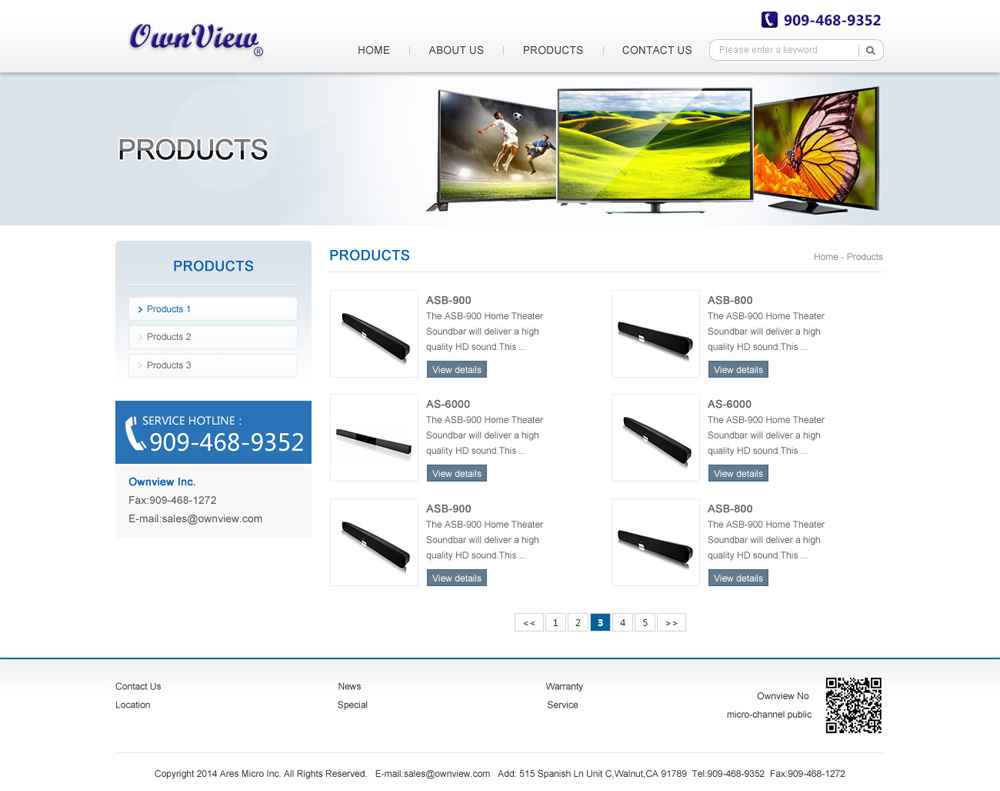 909-468-9352
OwnView®
HOME
ABOUT US
PRODUCTS
CONTACT US
Please enter a keyword
PRODUCTS
PRODUCTS
Products 1
Products 2
Products 3
SERVICE HOTLINE :
909-468-9352
Ownview Inc.
Fax:909-468-1272
E-mail:sales@ownview.com
PRODUCTS
Home - Products
ASB-900
The ASB-900 Home Theater
Soundbar will deliver a high
quality HD sound.This ...
View details
ASB-800
The ASB-900 Home Theater
Soundbar will deliver a high
quality HD sound.This ...
View details
AS-6000
The ASB-900 Home Theater
Soundbar will deliver a high
quality HD sound.This ...
View details
AS-6000
The ASB-900 Home Theater
Soundbar will deliver a high
quality HD sound.This ...
View details
ASB-900
The ASB-900 Home Theater
Soundbar will deliver a high
quality HD sound.This ...
View details
ASB-800
The ASB-900 Home Theater
Soundbar will deliver a high
quality HD sound.This ...
View details
<< 1 2 3 4 5 >>
Contact Us
Location
News
Special
Warranty
Service
Ownview No
micro-channel public
Copyright 2014 Ares Micro Inc. All Rights Reserved. E-mail:sales@ownview.com Add: 515 Spanish Ln Unit C,Walnut,CA 91789 Tel:909-468-9352 Fax:909-468-1272